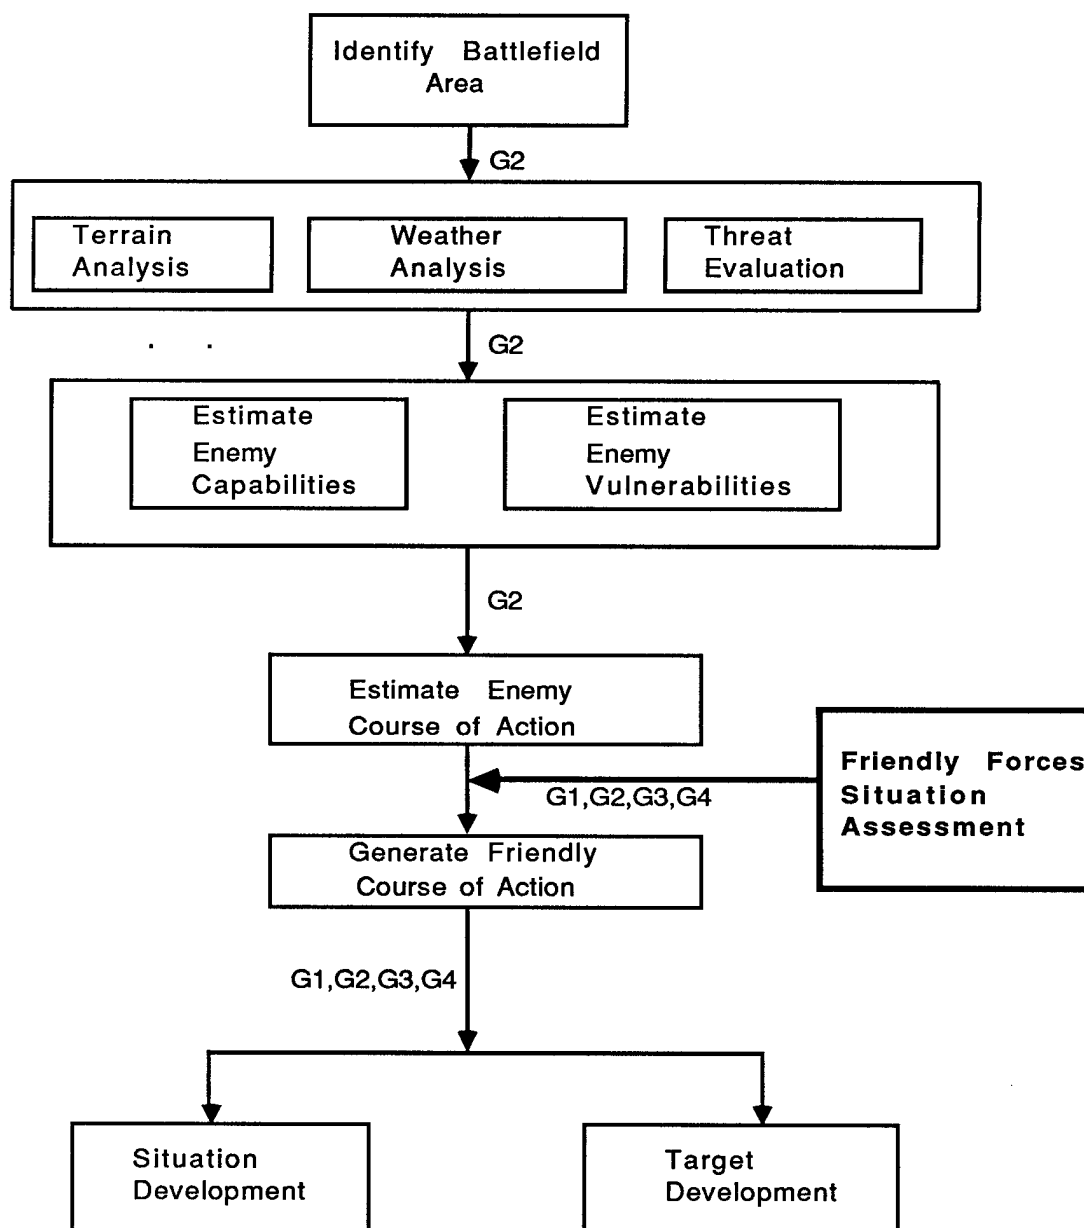 Identify Battlefield
Area
G2
Terrain
Analysis
Weather
Analysis
Threat
Evaluation
G2
Estimate
Enemy
Capabilities
Estimate
Enemy
Vulnerabilities
G2
Estimate Enemy
Course of Action
Friendly Forces
Situation
Assessment
G1,G2,G3,G4
Generate Friendly
Course of Action
G1,G2,G3,G4
Situation
Development
Target
Development